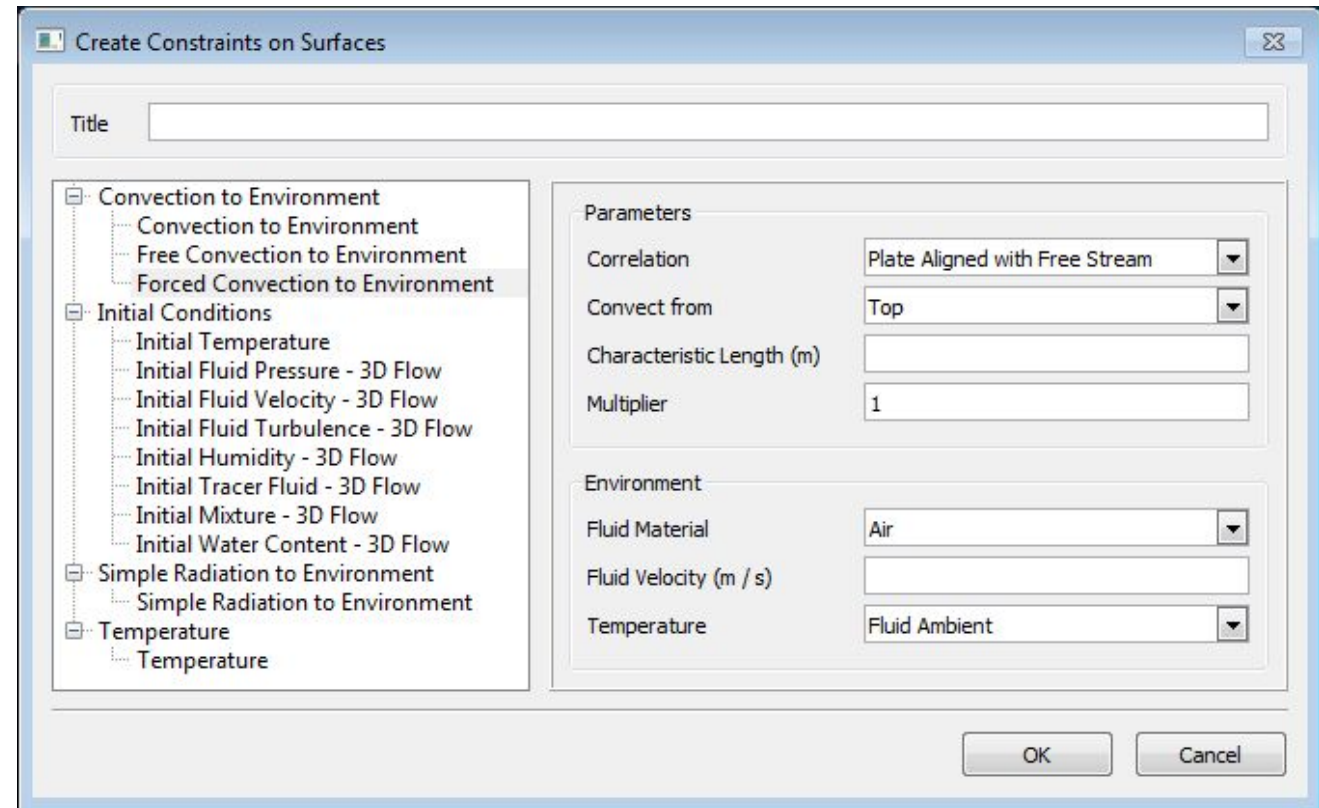 Create Constraints on Surfaces
Title
Convection to Environment
Convection to Environment
Free Convection to Environment
Forced Convection to Environment
Initial Conditions
Initial Temperature
Initial Fluid Pressure - 3D Flow
Initial Fluid Velocity - 3D Flow
Initial Fluid Turbulence - 3D Flow
Initial Humidity - 3D Flow
Initial Tracer Fluid - 3D Flow
Initial Mixture - 3D Flow
Initial Water Content - 3D Flow
Simple Radiation to Environment
Simple Radiation to Environment
Temperature
Temperature
Parameters
Correlation Plate Aligned with Free Stream
Convect from Top
Characteristic Length (m)
Multiplier 1
Environment
Fluid Material Air
Fluid Velocity (m / s)
Temperature Fluid Ambient
OK Cancel